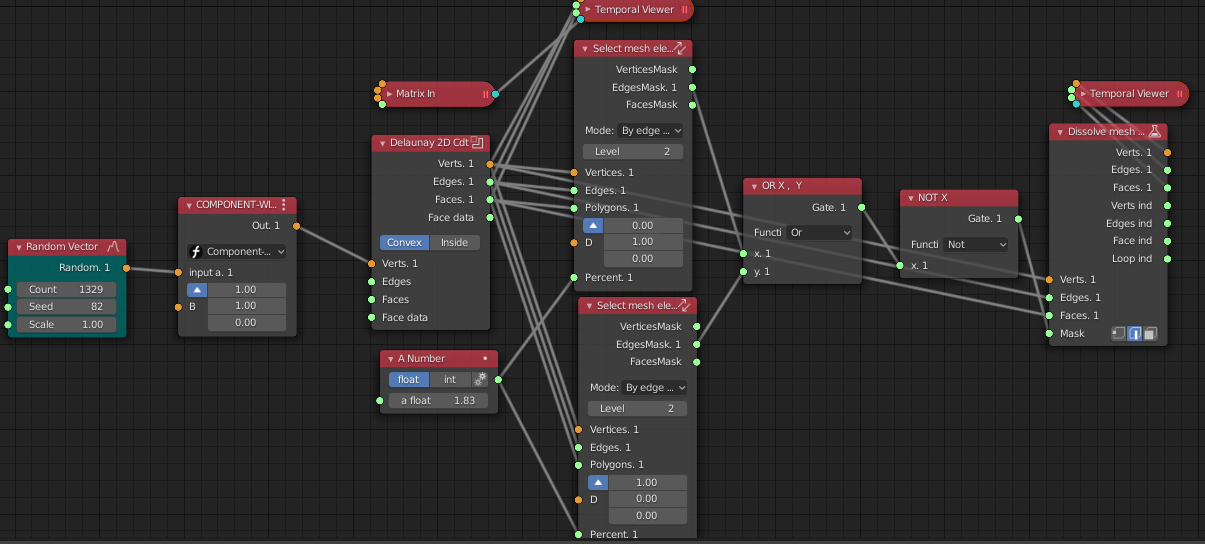 Temporal Viewer
Select mesh ele...
VerticesMask
EdgesMask. 1
FacesMask
Mode: By edge ...
Level 2
Vertices. 1
Edges. 1
Polygons. 1
0.00
D 1.00
0.00
Percent. 1
Matrix In
Delaunay 2D Cdt
Verts. 1
Edges. 1
Faces. 1
Face data
Convex Inside
Verts. 1
Edges
Faces
Face data
COMPONENT-WI...
Out. 1
Component-...
input a. 1
1.00
B 1.00
0.00
Random Vector
Random. 1
Count 1329
Seed 82
Scale 1.00
A Number
float int
a float 1.83
Select mesh ele...
VerticesMask
EdgesMask. 1
FacesMask
Mode: By edge ...
Level 2
Vertices. 1
Edges. 1
Polygons. 1
1.00
D 0.00
0.00
Percent. 1
OR X , Y
Gate. 1
Functi Or
x. 1
y. 1
NOT X
Gate. 1
Functi Not
x. 1
Temporal Viewer
Dissolve mesh ...
Verts. 1
Edges. 1
Faces. 1
Verts ind
Edges ind
Face ind
Loop ind
Verts. 1
Edges. 1
Faces. 1
Mask